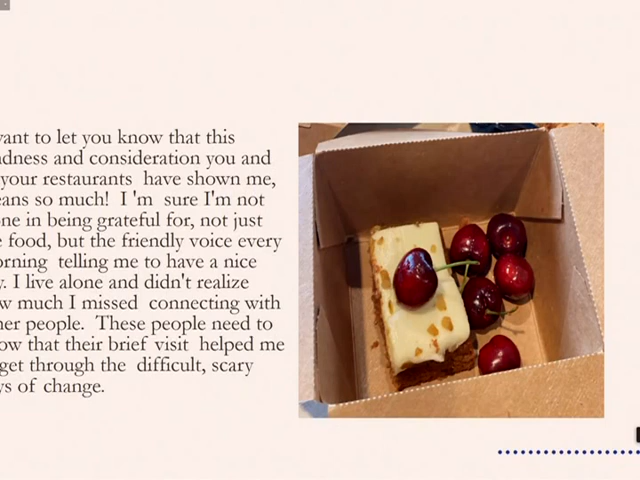 want to let you know that this
ndness and consideration you and
your restaurants have shown me,
eans so much! I 'm sure I'm not
one in being grateful for, not just
e food, but the friendly voice every
orning telling me to have a nice
y. I live alone and didn't realize
w much I missed connecting with
her people. These people need to
ow that their brief visit helped me
get through the difficult, scary
ys of change.